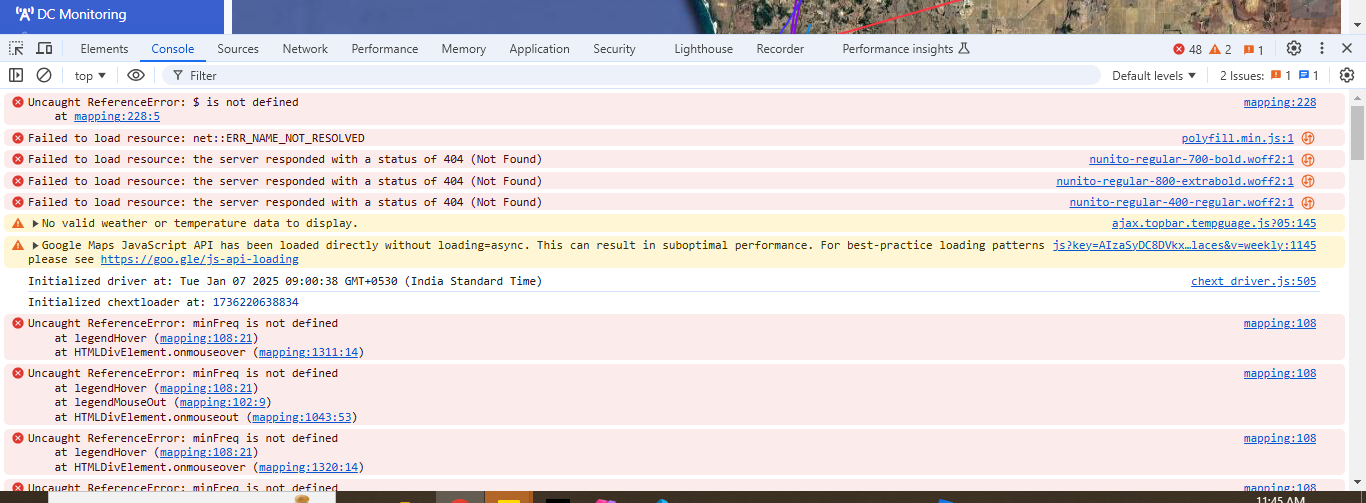 DC Monitoring
Elements Console Sources Network Performance Memory Application Security Lighthouse Recorder Performance insights 48 2 1
top Filter Default levels 2 Issues: 1 1
Uncaught ReferenceError: $ is not defined mapping:228
at mapping:228:5
Failed to load resource: net::ERR_NAME_NOT_RESOLVED polyfill.min.js:1
Failed to load resource: the server responded with a status of 404 (Not Found) nunito-regular-700-bold.woff2:1
Failed to load resource: the server responded with a status of 404 (Not Found) nunito-regular-800-extrabold.woff2:1
Failed to load resource: the server responded with a status of 404 (Not Found) nunito-regular-400-regular.woff2:1
No valid weather or temperature data to display. ajax.topbar.tempguage.js?05:145
Google Maps JavaScript API has been loaded directly without loading=async. This can result in suboptimal performance. For best-practice loading patterns js?key=AIzaSyDC8DVkx…laces&v=weekly:1145
please see https://goo.gle/js-api-loading
Initialized driver at: Tue Jan 07 2025 09:00:38 GMT+0530 (India Standard Time) chext_driver.js:505
Initialized chextloader at: 1736220638834
Uncaught ReferenceError: minFreq is not defined mapping:108
at legendHover (mapping:108:21)
at HTMLDivElement.onmouseover (mapping:1311:14)
Uncaught ReferenceError: minFreq is not defined mapping:108
at legendHover (mapping:108:21)
at legendMouseOut (mapping:102:9)
at HTMLDivElement.onmouseout (mapping:1043:53)
Uncaught ReferenceError: minFreq is not defined mapping:108
at legendHover (mapping:108:21)
at HTMLDivElement.onmouseover (mapping:1320:14)
Uncaught ReferenceError: minFreq is not defined mapping:108
11:45 AM